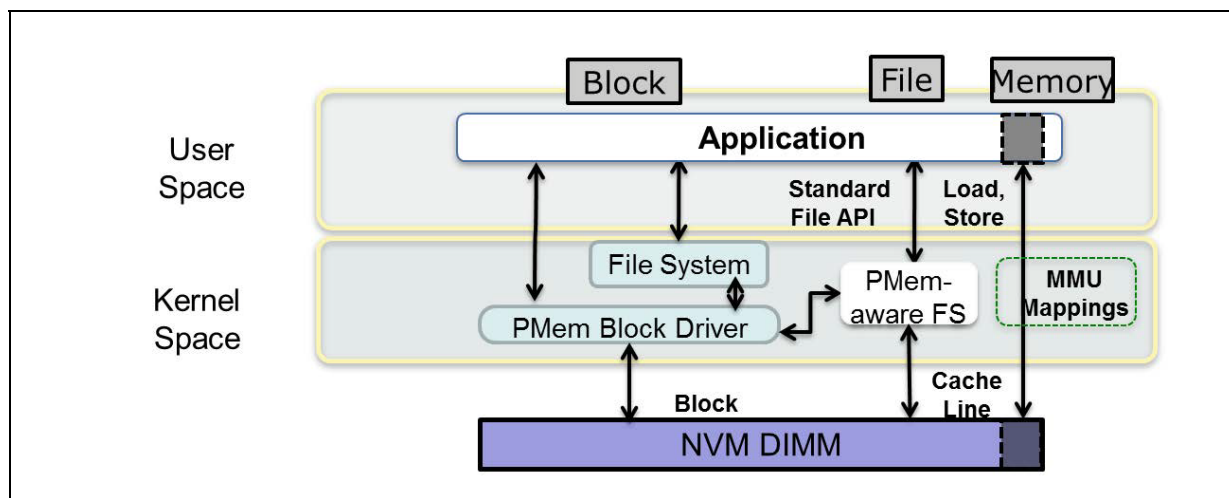 Block
File
Memory
User
Space
Application
Standard
File API
Load,
Store
Kernel
Space
File System
PMem Block Driver
PMem-
aware FS
MMU
Mappings
Block
Cache
Line
NVM DIMM